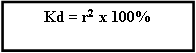 Kd = r² x 100%